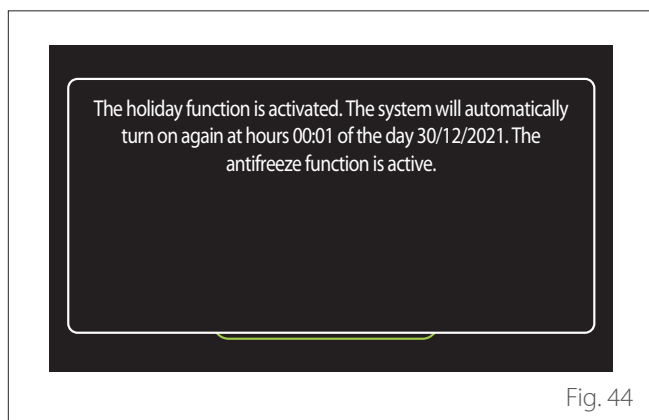 The holiday function is activated. The system will automatically
turn on again at hours 00:01 of the day 30/12/2021. The
antifreeze function is active.
Fig. 44